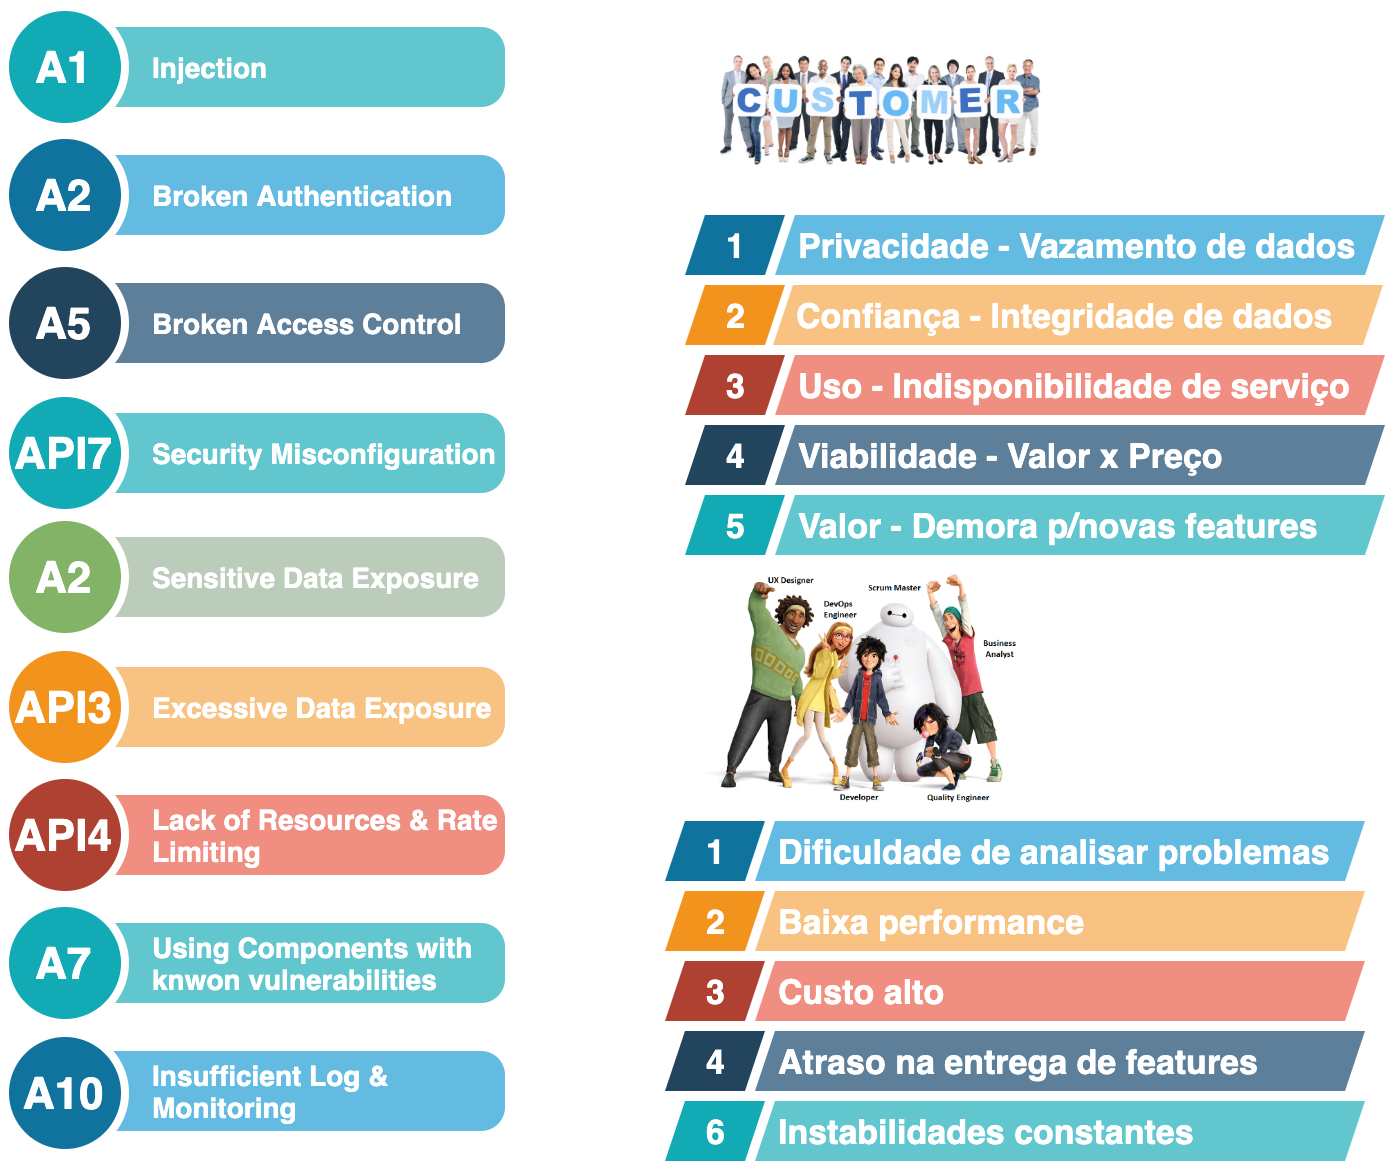 A1
Injection
A2
Broken Authentication
A5
Broken Access Control
API7
Security Misconfiguration
A2
Sensitive Data Exposure
API3
Excessive Data Exposure
API4
Lack of Resources & Rate
Limiting
A7
Using Components with
knwon vulnerabilities
A10
Insufficient Log &
Monitoring
CUSTOMER
1
Privacidade - Vazamento de dados
2
Confiança - Integridade de dados
3
Uso - Indisponibilidade de serviço
4
Viabilidade - Valor x Preço
5
Valor - Demora p/novas features
UX Designer
DevOps
Engineer
Scrum Master
Business
Analyst
Developer
Quality Engineer
1
Dificuldade de analisar problemas
2
Baixa performance
3
Custo alto
4
Atraso na entrega de features
6
Instabilidades constantes